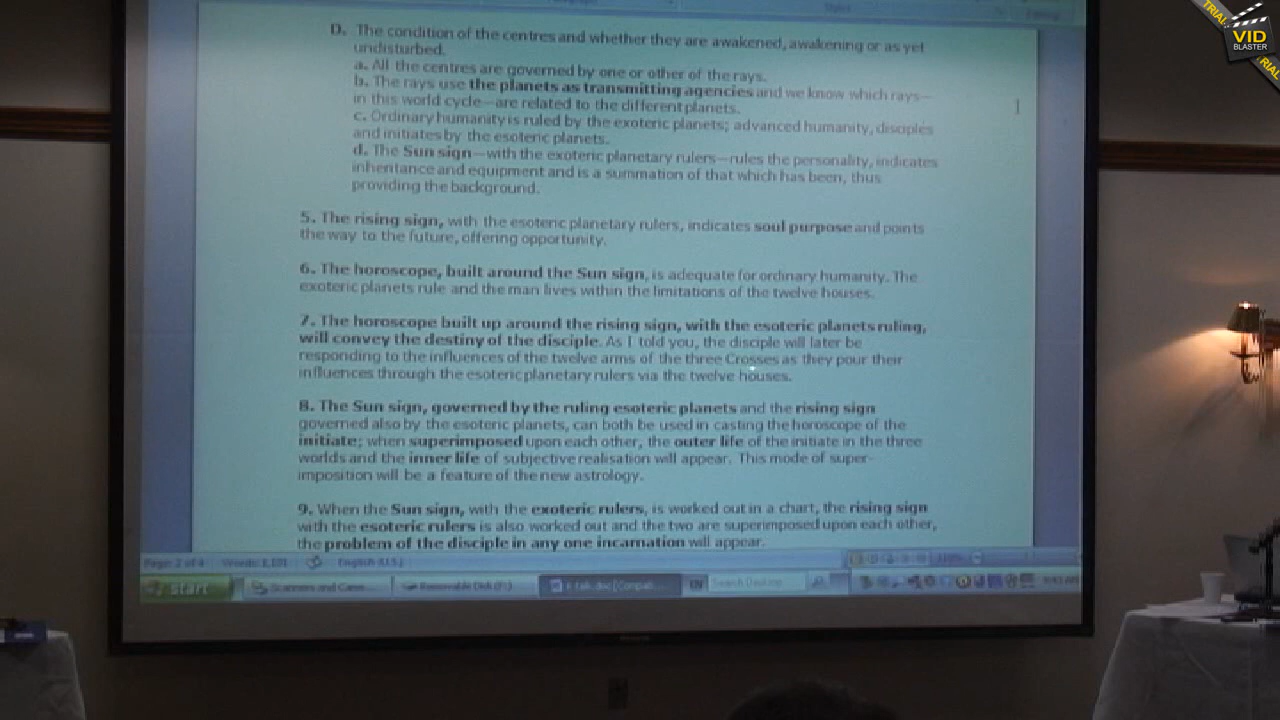 D. The condition of the centres and whether they are awakened, awakening or as yet
undisturbed.
a. All the centres are governed by one or other of the rays.
b. The rays use the planets as transmitting agencies and we know which rays—
in this world cycle—are related to the different planets.
c. Ordinary humanity is ruled by the exoteric planets; advanced humanity, disciples
and initiates by the esoteric planets.
d. The Sun sign—with the exoteric planetary rulers—rules the personality, indicates
inheritance and equipment and is a summation of that which has been, thus
providing the background.
5. The rising sign, with the esoteric planetary rulers, indicates soul purpose and points
the way to the future, offering opportunity.
6. The horoscope, built around the Sun sign, is adequate for ordinary humanity. The
exoteric planets rule and the man lives within the limitations of the twelve houses.
7. The horoscope built up around the rising sign, with the esoteric planets ruling,
will convey the destiny of the disciple. As I told you, the disciple will later be
responding to the influences of the twelve arms of the three Crosses as they pour their
influences through the esoteric planetary rulers via the twelve houses.
8. The Sun sign, governed by the ruling esoteric planets and the rising sign
governed also by the esoteric planets, can both be used in casting the horoscope of the
initiate; when superimposed upon each other, the outer life of the initiate in the three
worlds and the inner life of subjective realisation will appear. This mode of super-
imposition will be a feature of the new astrology.
9. When the Sun sign, with the exoteric rulers, is worked out in a chart, the rising sign
with the esoteric rulers is also worked out and the two are superimposed upon each other,
the problem of the disciple in any one incarnation will appear.
Page: 2 of 4 Words: English (U.S.)
start Scanners and Came... Removable Disk (F:) EN Search Desktop
TRIAL
VID
BLASTER
TRIAL